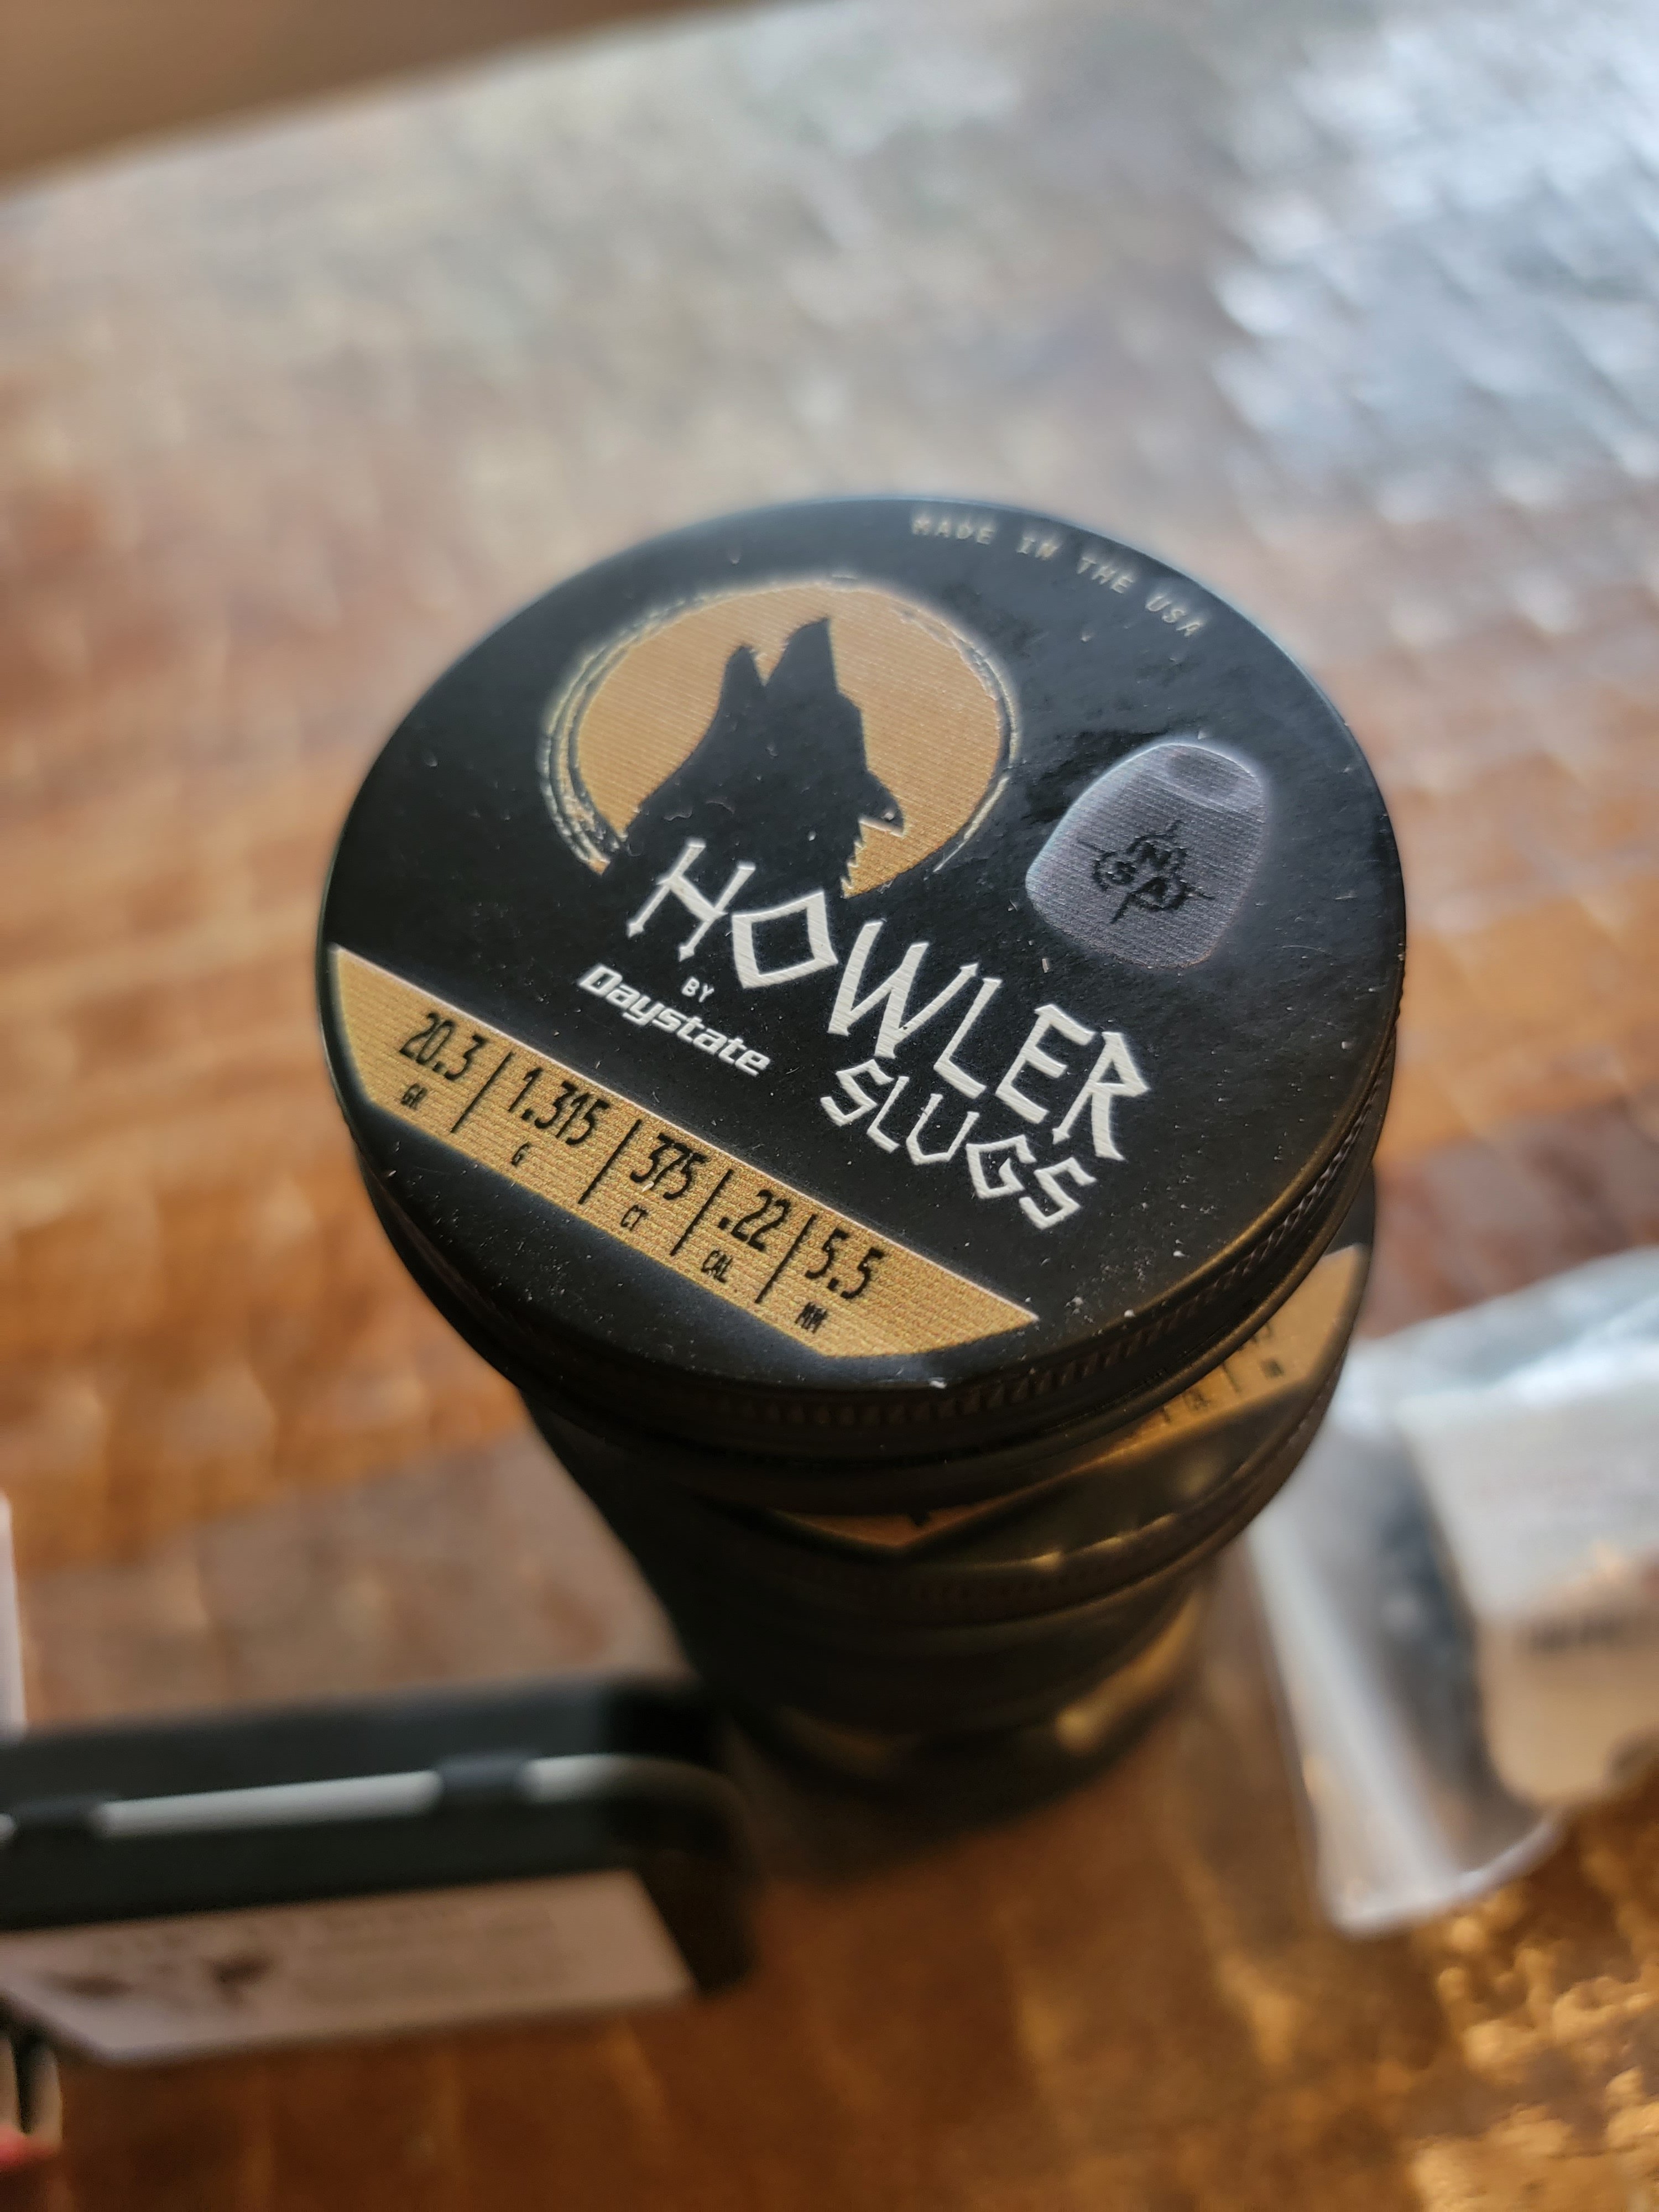 MADE IN THE USA
N
SA
HOWLER
BY
Daystate
SLUGS
20.3 GR | 1.315 G | 375 CT | .22 CAL | 5.5 MM